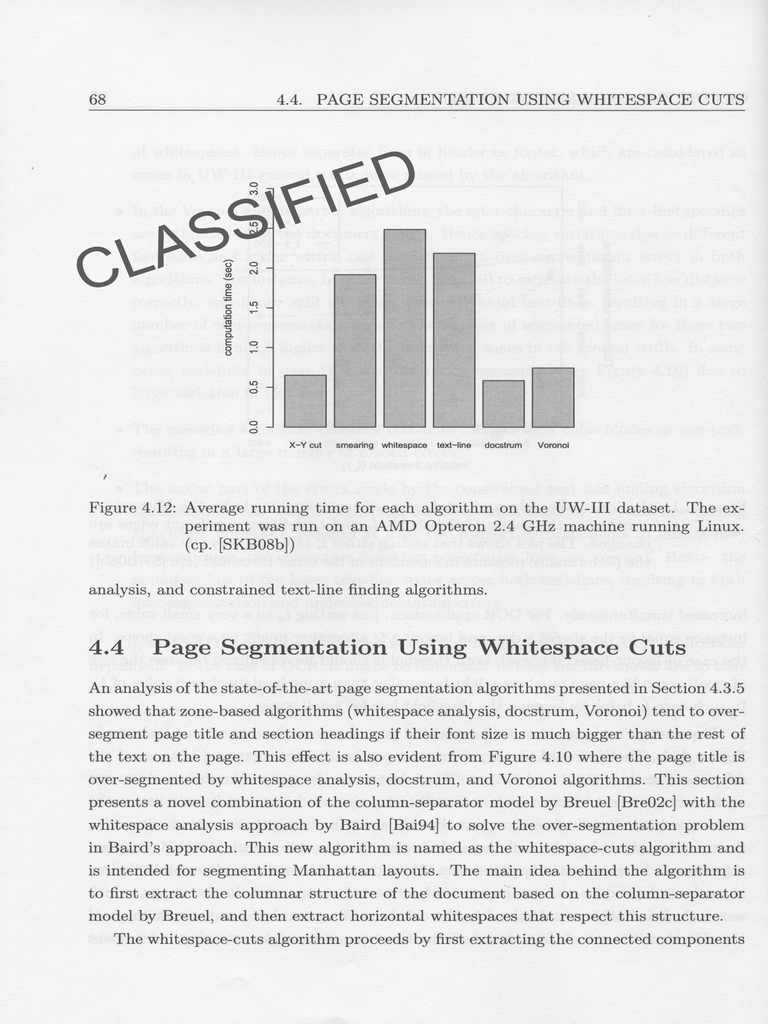 68
4.4. PAGE SEGMENTATION USING WHITESPACE CUTS
CLASSIFIED
computation time (sec)
3.0
2.5
2.0
1.5
1.0
0.5
0.0
X−Y cut smearing whitespace text−line docstrum Voronoi
Figure 4.12: Average running time for each algorithm on the UW-III dataset. The ex-
periment was run on an AMD Opteron 2.4 GHz machine running Linux.
(cp. [SKB08b])
analysis, and constrained text-line finding algorithms.
4.4 Page Segmentation Using Whitespace Cuts
An analysis of the state-of-the-art page segmentation algorithms presented in Section 4.3.5
showed that zone-based algorithms (whitespace analysis, docstrum, Voronoi) tend to over-
segment page title and section headings if their font size is much bigger than the rest of
the text on the page. This effect is also evident from Figure 4.10 where the page title is
over-segmented by whitespace analysis, docstrum, and Voronoi algorithms. This section
presents a novel combination of the column-separator model by Breuel [Bre02c] with the
whitespace analysis approach by Baird [Bai94] to solve the over-segmentation problem
in Baird's approach. This new algorithm is named as the whitespace-cuts algorithm and
is intended for segmenting Manhattan layouts. The main idea behind the algorithm is
to first extract the columnar structure of the document based on the column-separator
model by Breuel, and then extract horizontal whitespaces that respect this structure.
The whitespace-cuts algorithm proceeds by first extracting the connected components